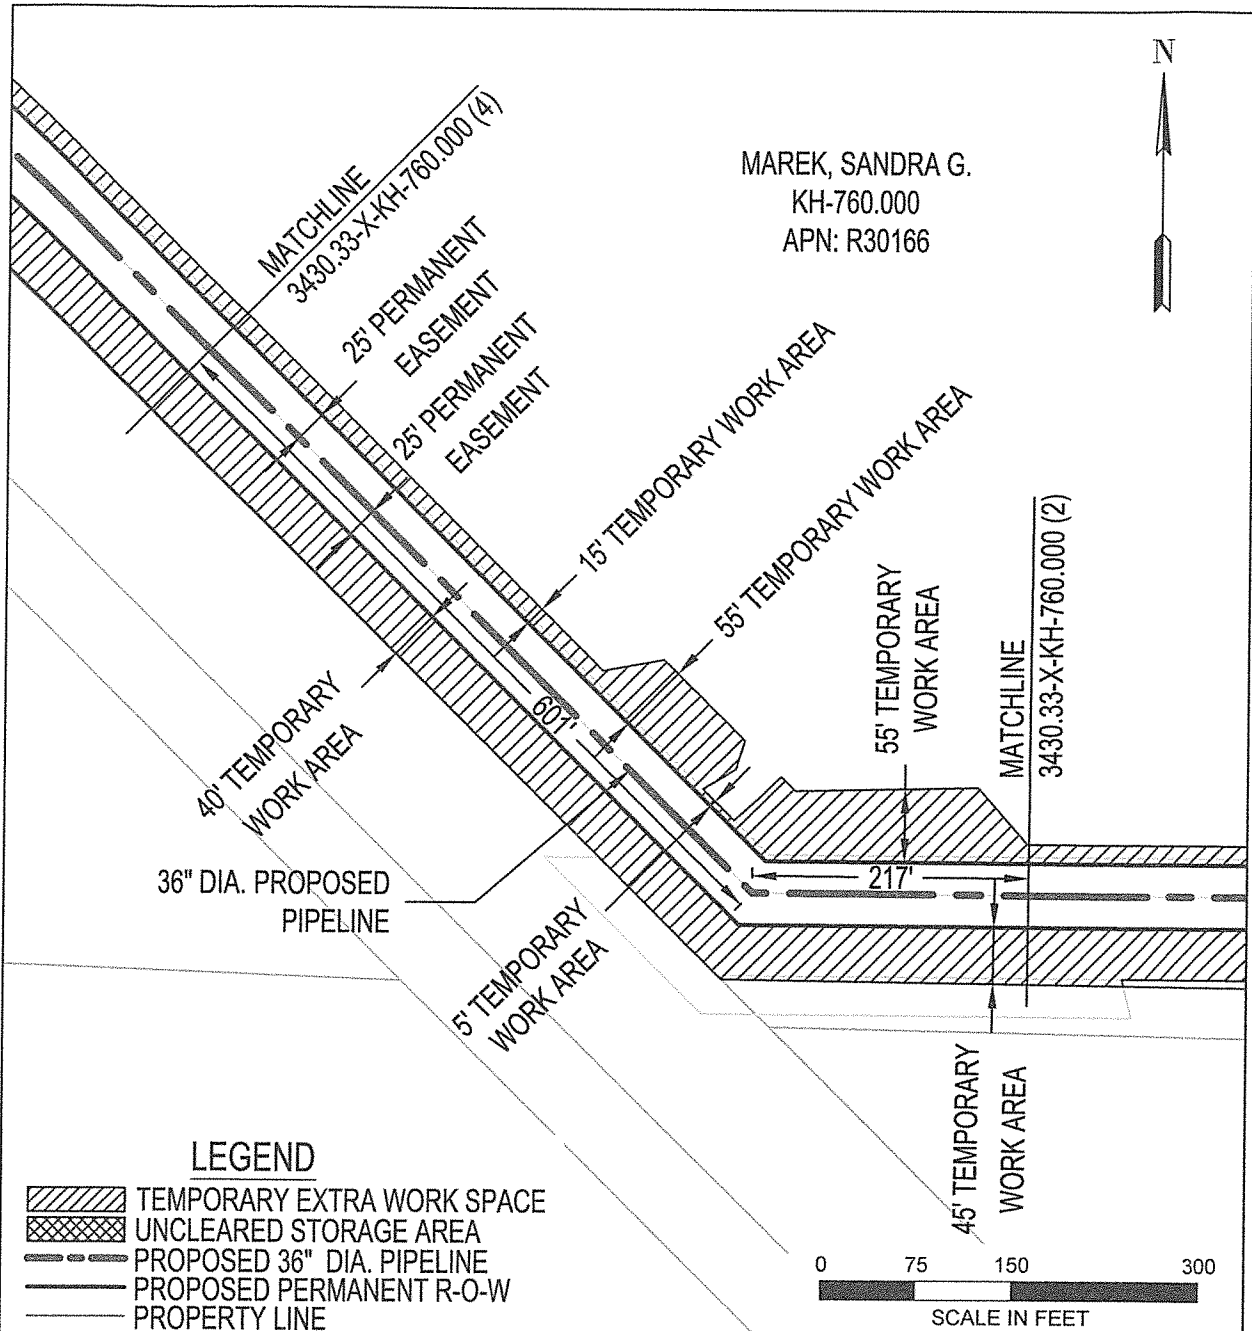 N
MAREK, SANDRA G.
KH-760.000
APN: R30166
MATCHLINE
3430.33-X-KH-760.000 (4)
25' PERMANENT
EASEMENT
25' PERMANENT
EASEMENT
15' TEMPORARY WORK AREA
55' TEMPORARY WORK AREA
55' TEMPORARY
WORK AREA
MATCHLINE
3430.33-X-KH-760.000 (2)
601'
217'
40' TEMPORARY
WORK AREA
36" DIA. PROPOSED
PIPELINE
5' TEMPORARY
WORK AREA
45' TEMPORARY
WORK AREA
LEGEND
TEMPORARY EXTRA WORK SPACE
UNCLEARED STORAGE AREA
PROPOSED 36" DIA. PIPELINE
PROPOSED PERMANENT R-O-W
PROPERTY LINE
0 75 150 300
SCALE IN FEET